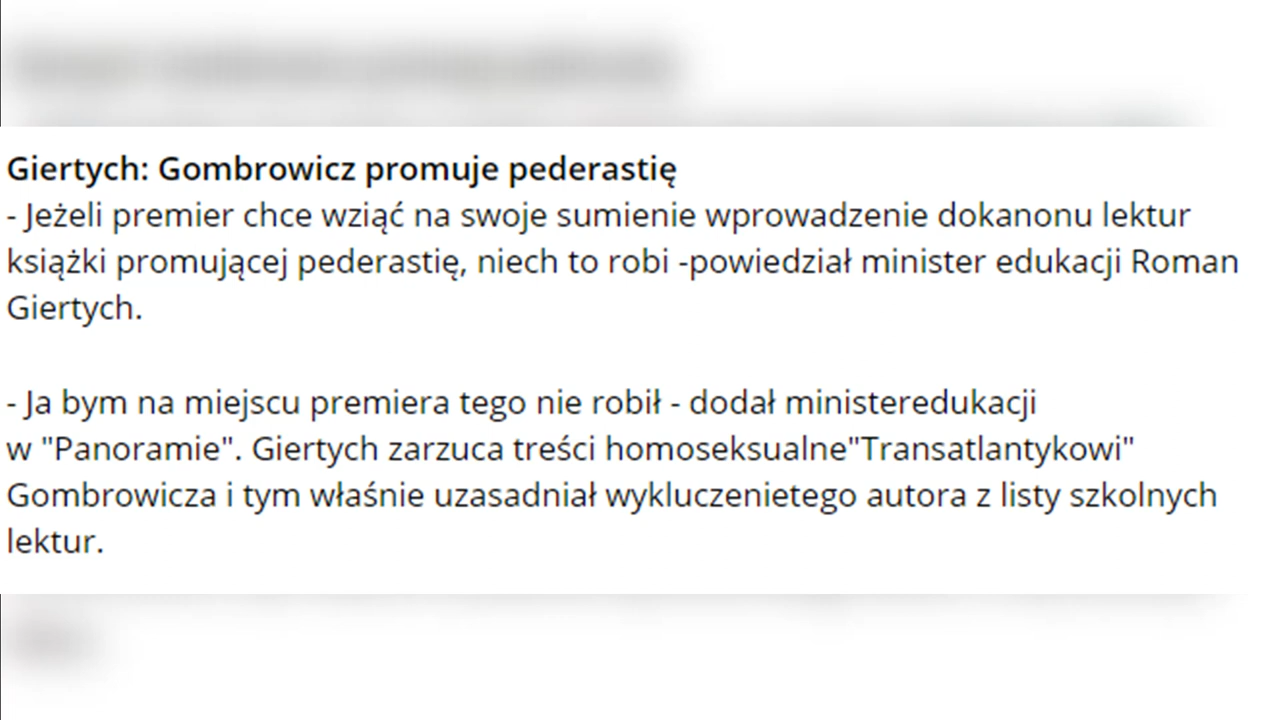 Giertych: Gombrowicz promuje pederastię
- Jeżeli premier chce wziąć na swoje sumienie wprowadzenie dokanonu lektur
książki promującej pederastię, niech to robi -powiedział minister edukacji Roman
Giertych.
- Ja bym na miejscu premiera tego nie robił - dodał ministeredukacji
w "Panoramie". Giertych zarzuca treści homoseksualne"Transatlantykowi"
Gombrowicza i tym właśnie uzasadniał wykluczenietego autora z listy szkolnych
lektur.